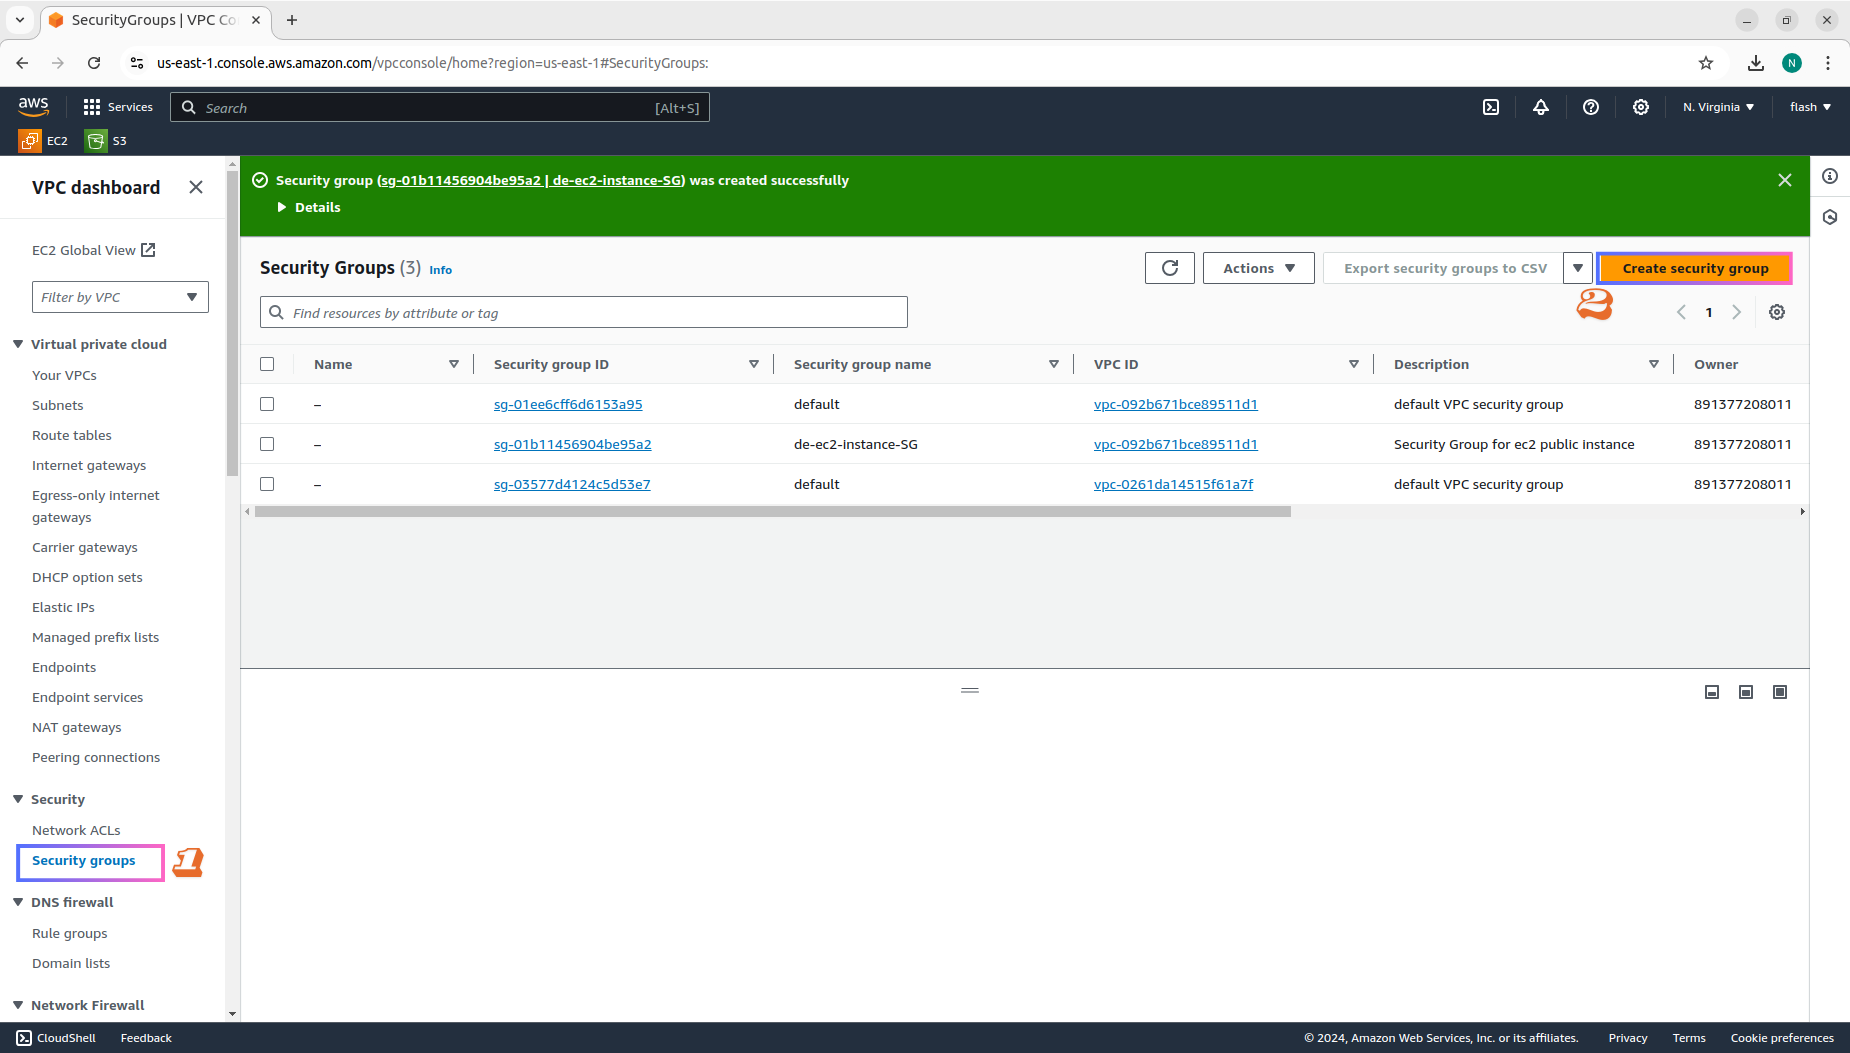 SecurityGroups | VPC Co
us-east-1.console.aws.amazon.com/vpcconsole/home?region=us-east-1#SecurityGroups:
N
aws
Services
Search
[Alt+S]
N. Virginia
flash
EC2
S3
VPC dashboard
EC2 Global View
Filter by VPC
Virtual private cloud
Your VPCs
Subnets
Route tables
Internet gateways
Egress-only internet
gateways
Carrier gateways
DHCP option sets
Elastic IPs
Managed prefix lists
Endpoints
Endpoint services
NAT gateways
Peering connections
Security
Network ACLs
Security groups
1
DNS firewall
Rule groups
Domain lists
Network Firewall
Security group (sg-01b11456904be95a2 | de-ec2-instance-SG) was created successfully
Details
Security Groups (3) Info
Actions
Export security groups to CSV
Create security group
2
Find resources by attribute or tag
1
Name Security group ID Security group name VPC ID Description Owner
– sg-01ee6cff6d6153a95 default vpc-092b671bce89511d1 default VPC security group 891377208011
– sg-01b11456904be95a2 de-ec2-instance-SG vpc-092b671bce89511d1 Security Group for ec2 public instance 891377208011
– sg-03577d4124c5d53e7 default vpc-0261da14515f61a7f default VPC security group 891377208011
CloudShell Feedback
© 2024, Amazon Web Services, Inc. or its affiliates. Privacy Terms Cookie preferences